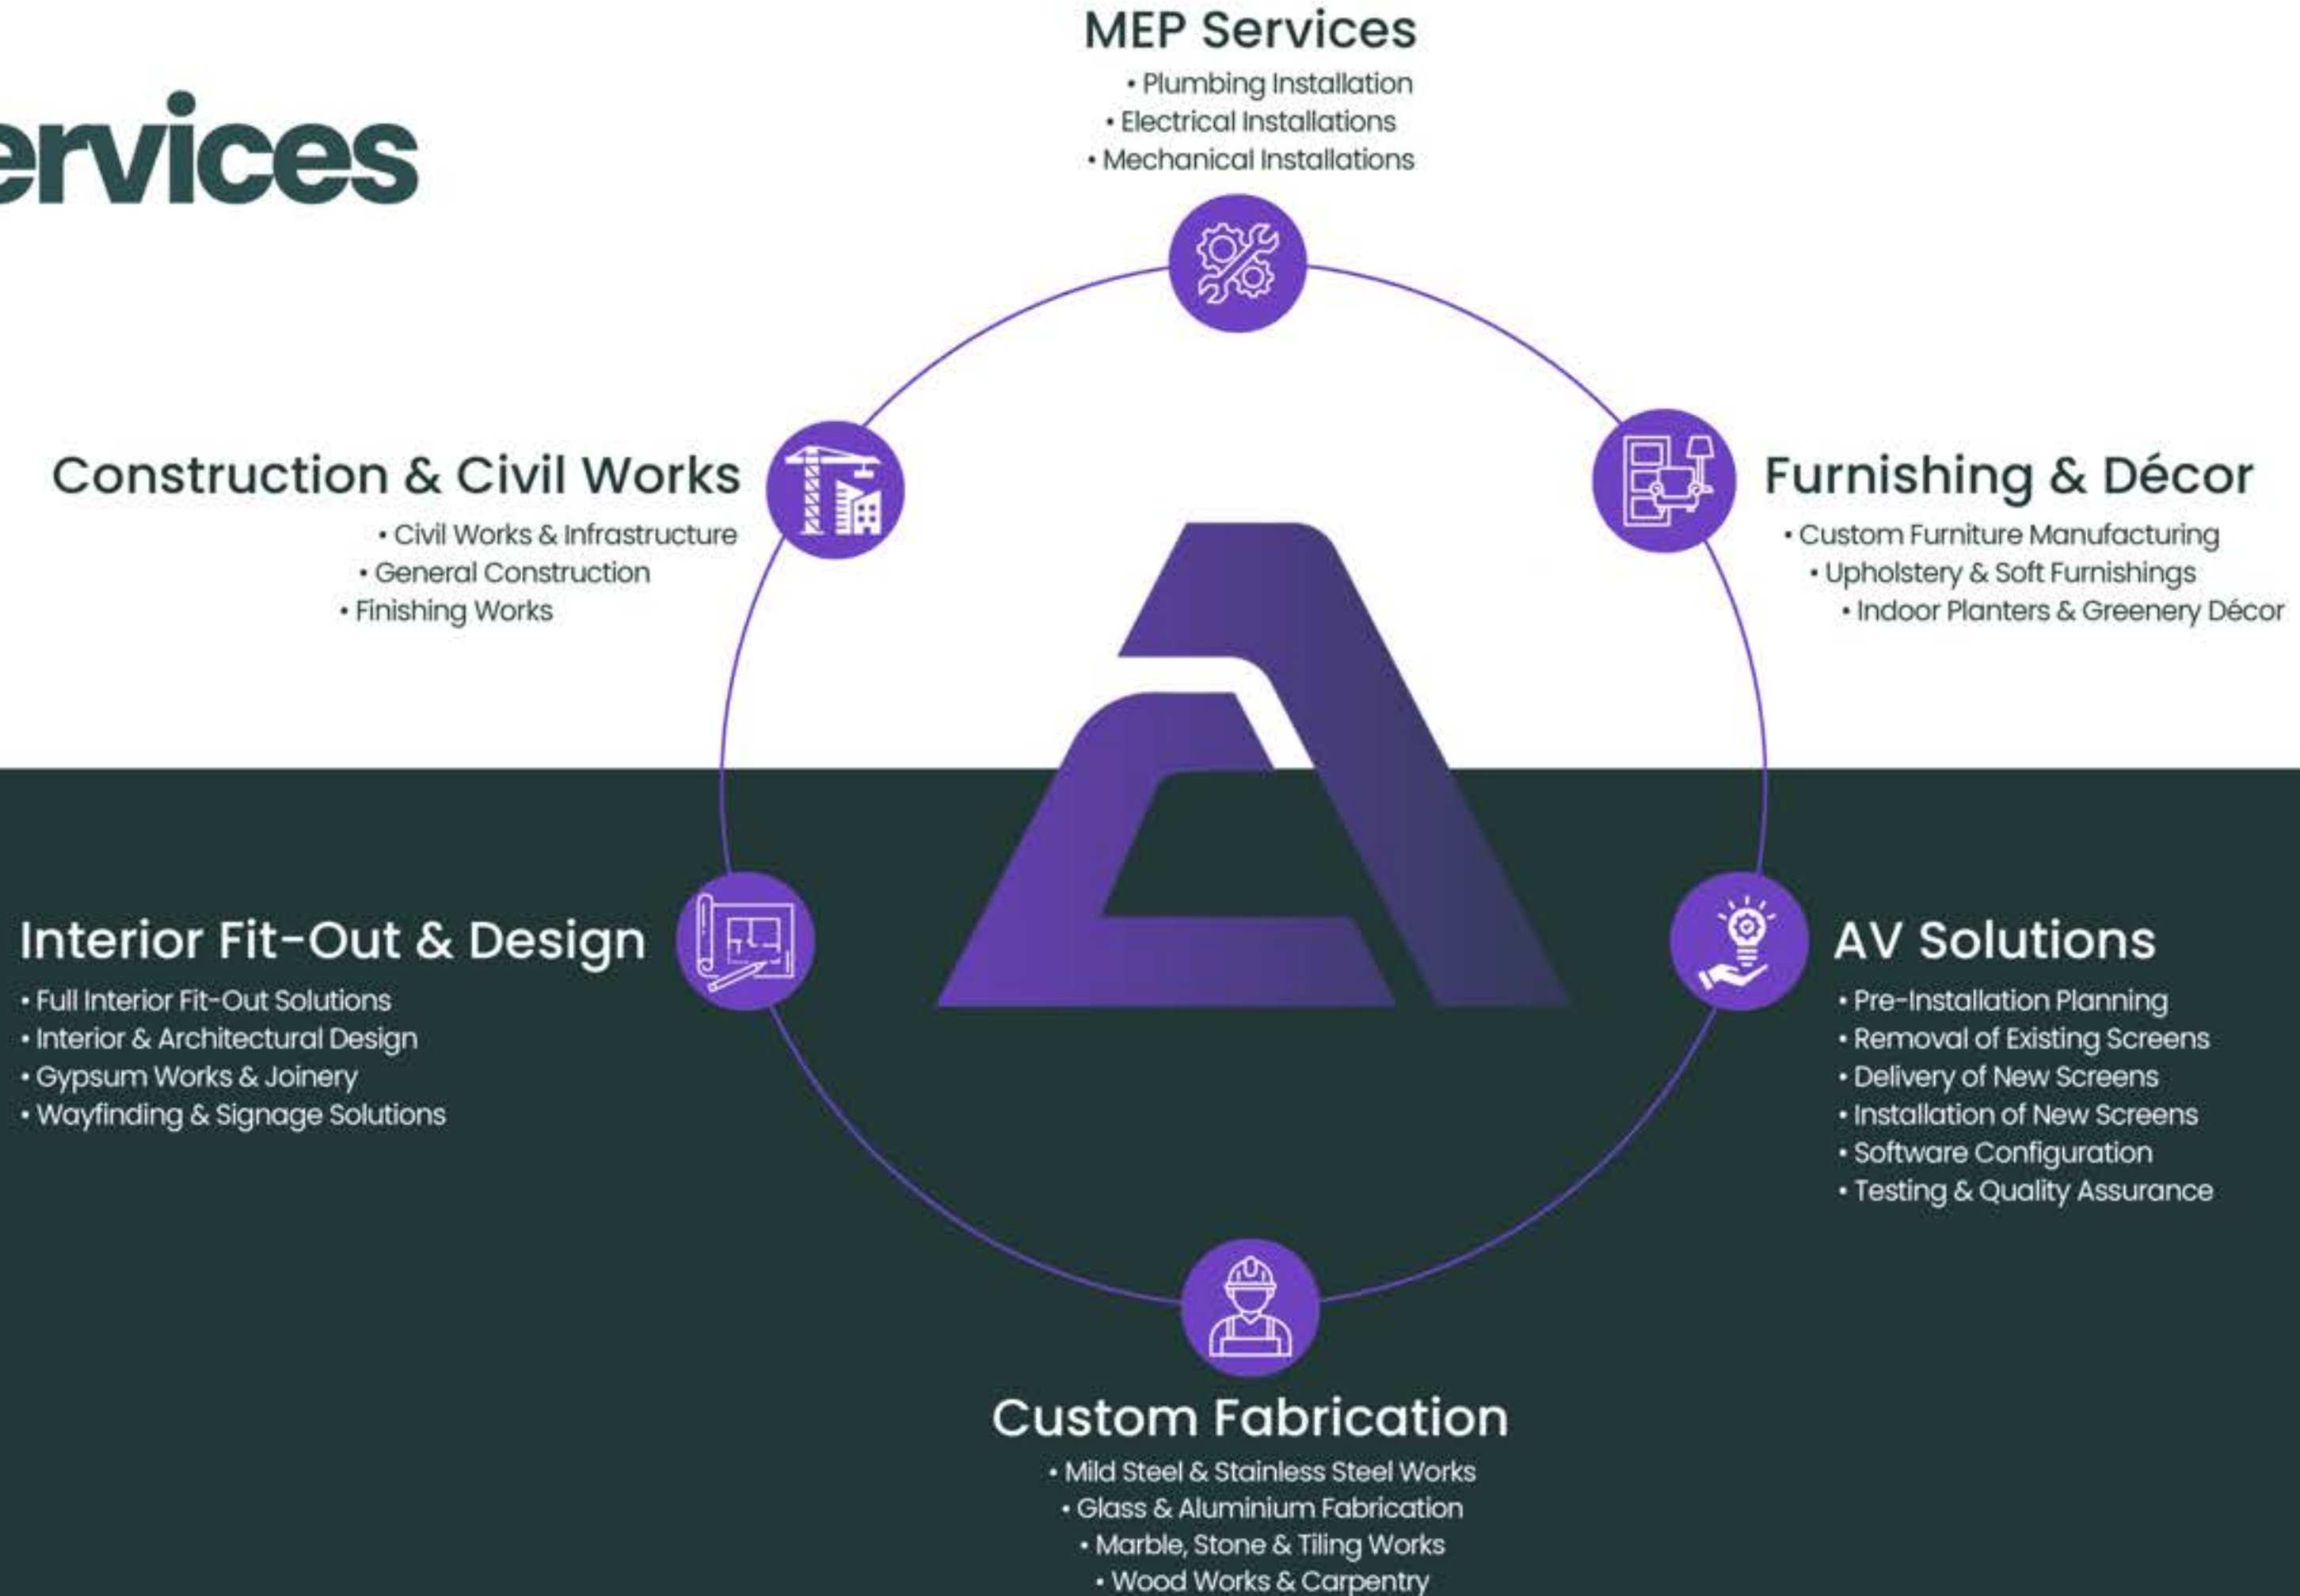 ervices
MEP Services
• Plumbing Installation
• Electrical Installations
• Mechanical Installations
Construction & Civil Works
• Civil Works & Infrastructure
• General Construction
• Finishing Works
Furnishing & Décor
• Custom Furniture Manufacturing
• Upholstery & Soft Furnishings
• Indoor Planters & Greenery Décor
Interior Fit-Out & Design
• Full Interior Fit-Out Solutions
• Interior & Architectural Design
• Gypsum Works & Joinery
• Wayfinding & Signage Solutions
AV Solutions
• Pre-Installation Planning
• Removal of Existing Screens
• Delivery of New Screens
• Installation of New Screens
• Software Configuration
• Testing & Quality Assurance
Custom Fabrication
• Mild Steel & Stainless Steel Works
• Glass & Aluminium Fabrication
• Marble, Stone & Tiling Works
• Wood Works & Carpentry